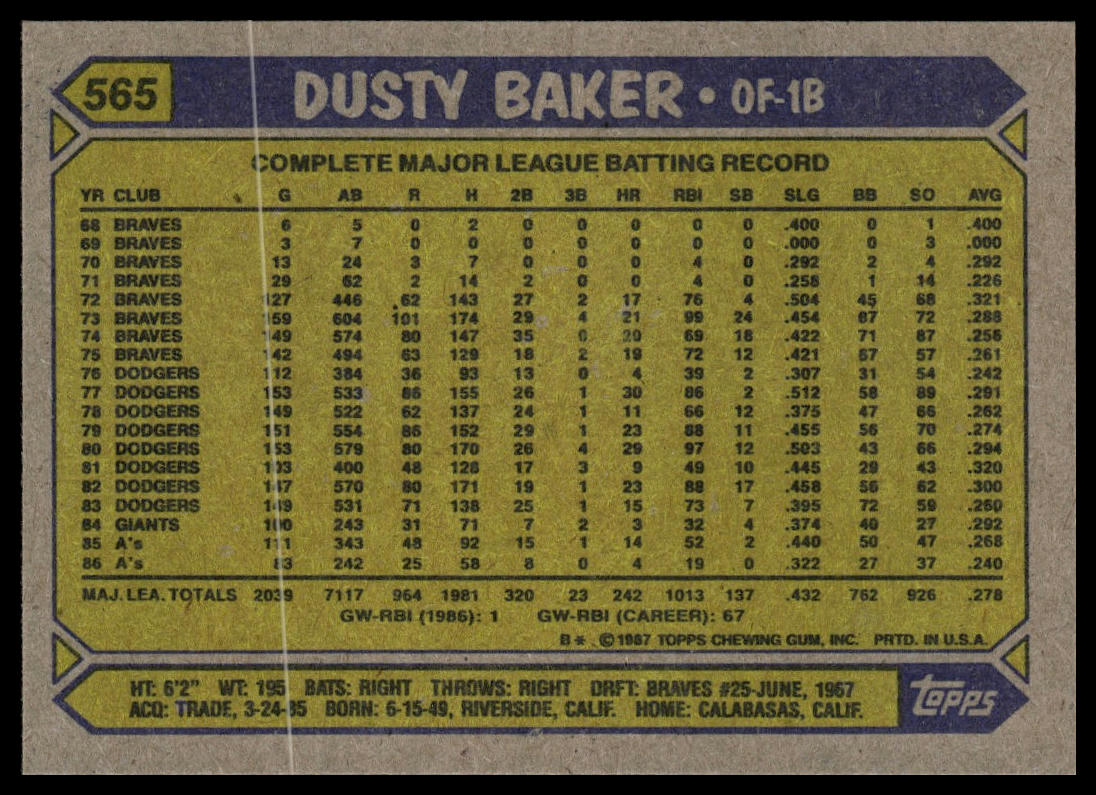 565 DUSTY BAKER • OF-1B
COMPLETE MAJOR LEAGUE BATTING RECORD
YR CLUB G AB R H 2B 3B HR RBI SB SLG BB SO AVG
68 BRAVES 6 5 0 2 0 0 0 0 0 .400 0 1 .400
69 BRAVES 3 7 0 0 0 0 0 0 0 .000 0 3 .000
70 BRAVES 13 24 3 7 0 0 0 4 0 .292 2 4 .292
71 BRAVES 29 62 2 14 2 0 0 4 0 .258 1 14 .226
72 BRAVES 127 446 62 143 27 2 17 76 4 .504 45 68 .321
73 BRAVES 159 604 101 174 29 4 21 99 24 .454 67 72 .288
74 BRAVES 149 574 80 147 35 0 20 69 18 .422 71 87 .256
75 BRAVES 142 494 63 129 18 2 19 72 12 .421 67 57 .261
76 DODGERS 112 384 36 93 13 0 4 39 2 .307 31 54 .242
77 DODGERS 153 533 86 155 26 1 30 86 2 .512 58 89 .291
78 DODGERS 149 522 62 137 24 1 11 66 12 .375 47 66 .262
79 DODGERS 151 554 86 152 29 1 23 88 11 .455 56 70 .274
80 DODGERS 153 579 80 170 26 4 29 97 12 .503 43 66 .294
81 DODGERS 103 400 48 128 17 3 9 49 10 .445 29 43 .320
82 DODGERS 147 570 80 171 19 1 23 88 17 .458 56 62 .300
83 DODGERS 149 531 71 138 25 1 15 73 7 .395 72 59 .260
84 GIANTS 100 243 31 71 7 2 3 32 4 .374 40 27 .292
85 A's 111 343 48 92 15 1 14 52 2 .440 50 47 .268
86 A's 83 242 25 58 8 0 4 19 0 .322 27 37 .240
MAJ. LEA. TOTALS 2039 7117 964 1981 320 23 242 1013 137 .432 762 926 .278
GW-RBI (1986): 1 GW-RBI (CAREER): 67
B* ©1987 TOPPS CHEWING GUM, INC. PRTD. IN U.S.A.
HT: 6'2" WT: 195 BATS: RIGHT THROWS: RIGHT DRFT: BRAVES #25-JUNE, 1967
ACQ: TRADE, 3-24-85 BORN: 6-15-49, RIVERSIDE, CALIF. HOME: CALABASAS, CALIF.
topps